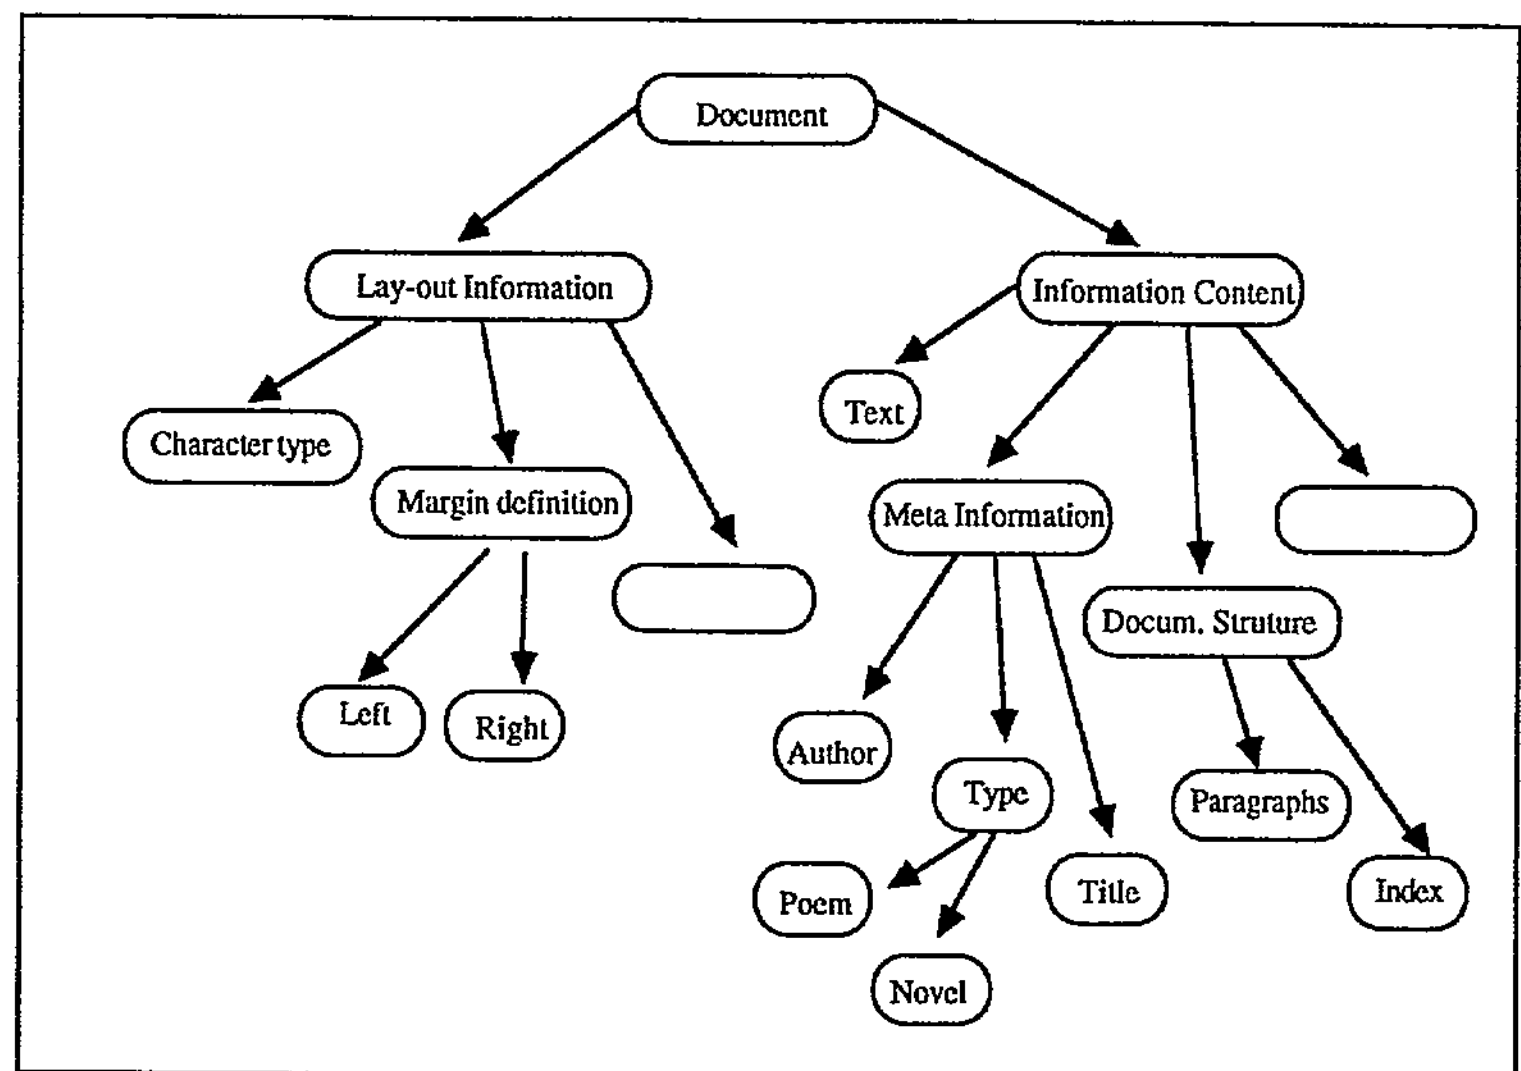 Document
Lay-out Information
Information Content
Text
Character type
Margin definition
Meta Information
Docum. Struture
Left
Right
Author
Type
Paragraphs
Poem
Title
Index
Novel